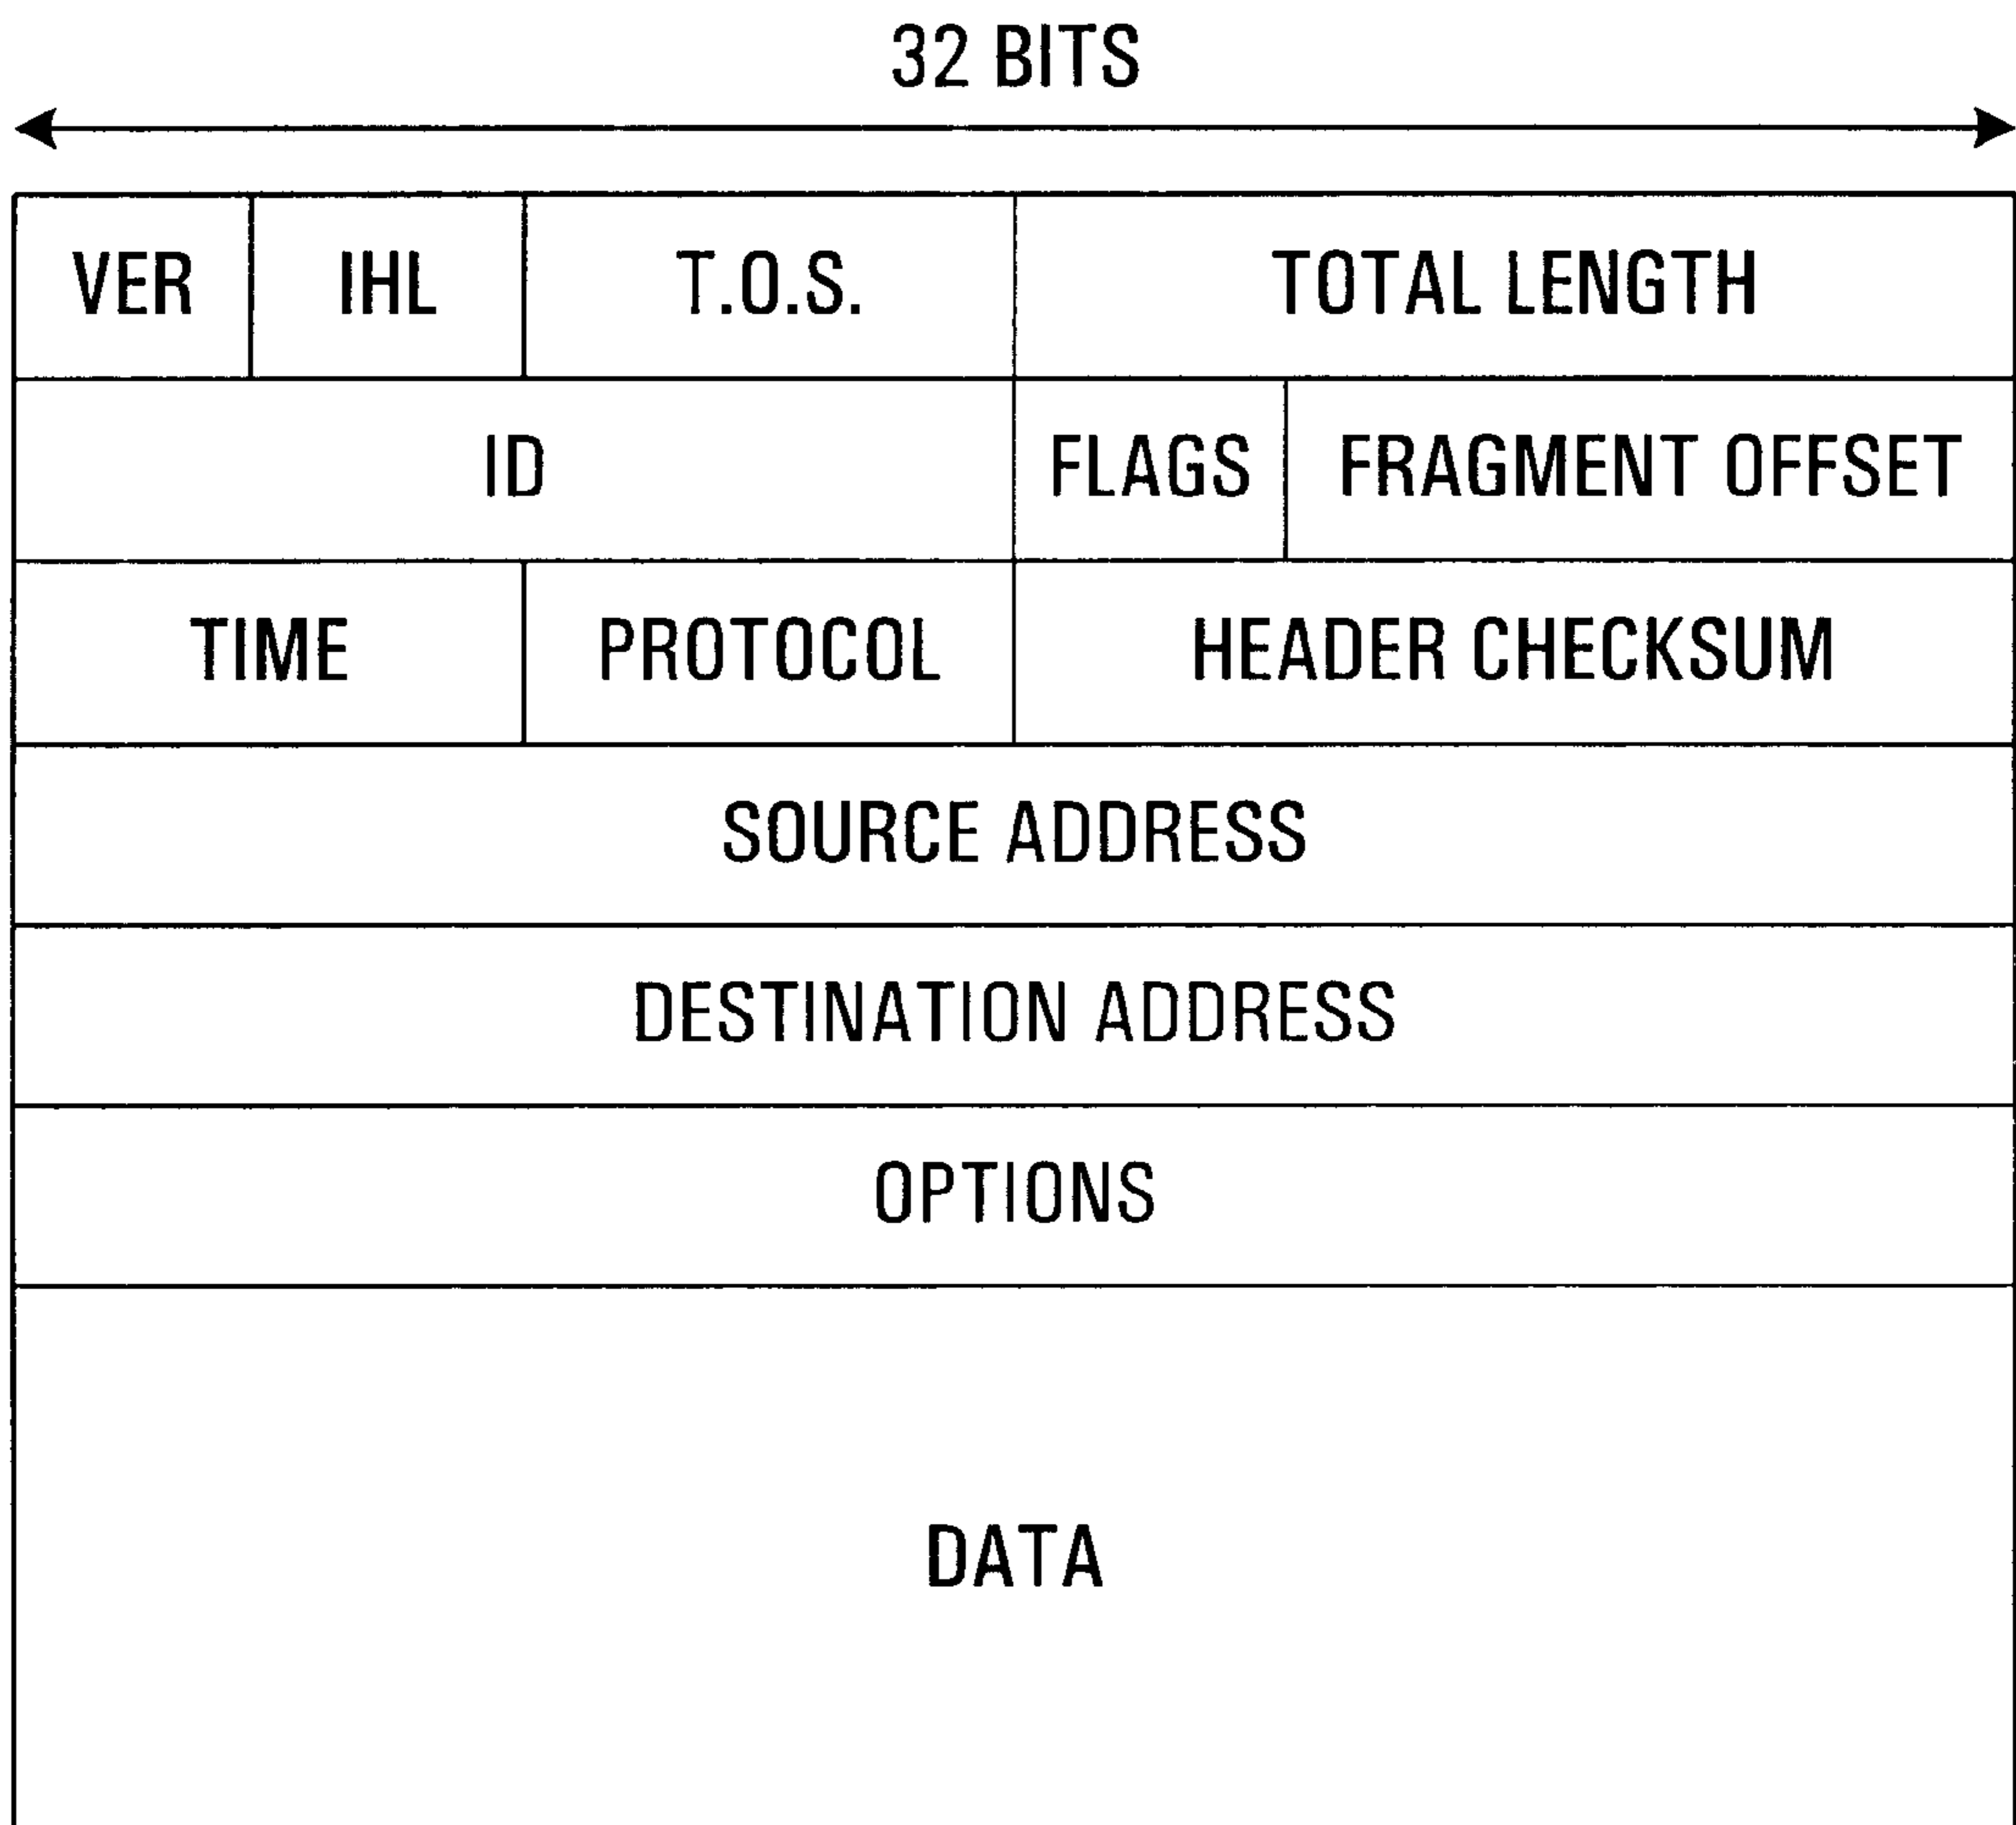 32 BITS
VER IHL T.O.S. TOTAL LENGTH
ID FLAGS FRAGMENT OFFSET
TIME PROTOCOL HEADER CHECKSUM
SOURCE ADDRESS
DESTINATION ADDRESS
OPTIONS
DATA